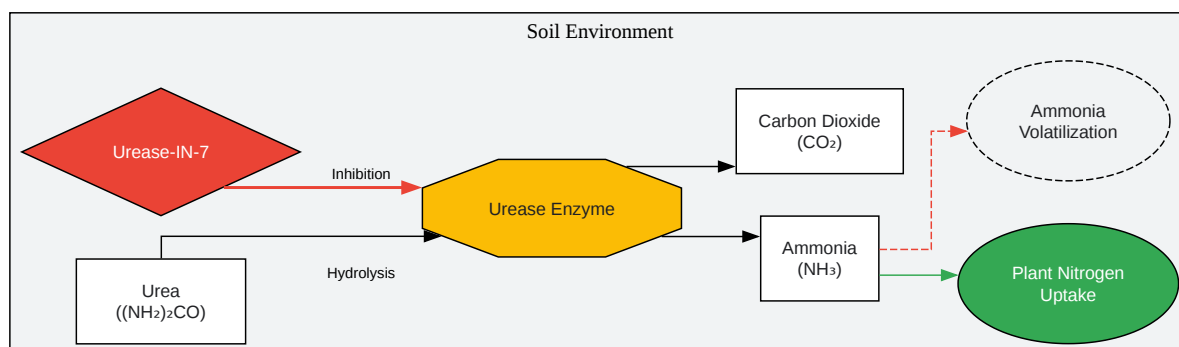 Soil Environment
Urease-IN-7
Inhibition
Urease Enzyme
Carbon Dioxide
(CO₂)
Ammonia
Volatilization
Urea
((NH₂)₂CO)
Hydrolysis
Ammonia
(NH₃)
Plant Nitrogen
Uptake